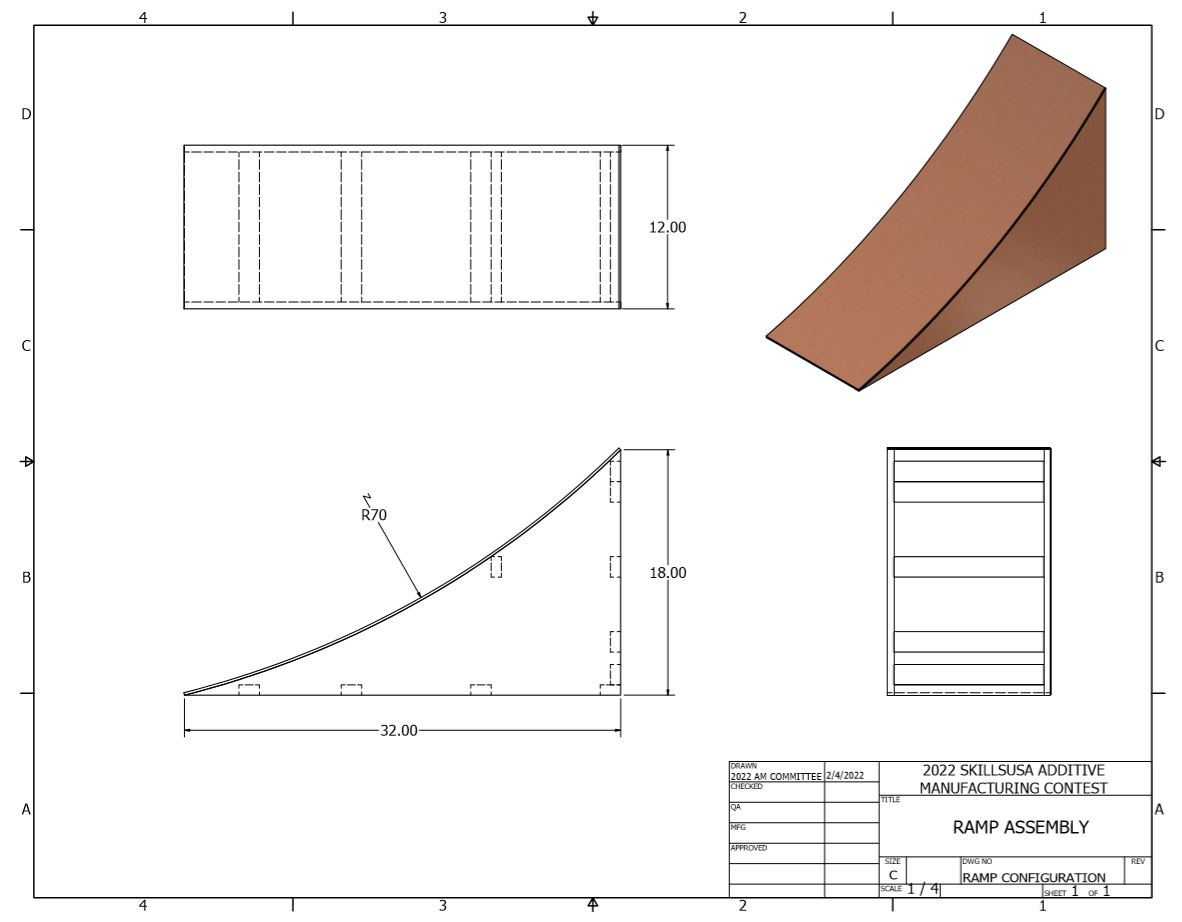 4 3 2 1
D D
12.00
C C
R70
18.00
B B
32.00
DRAWN
2022 AM COMMITTEE 2/4/2022
CHECKED
QA
MFG
APPROVED
2022 SKILLSUSA ADDITIVE
MANUFACTURING CONTEST
TITLE
RAMP ASSEMBLY
A A
SIZE
C
DWG NO
RAMP CONFIGURATION
REV
SCALE 1 / 4
SHEET 1 OF 1
4 3 2 1